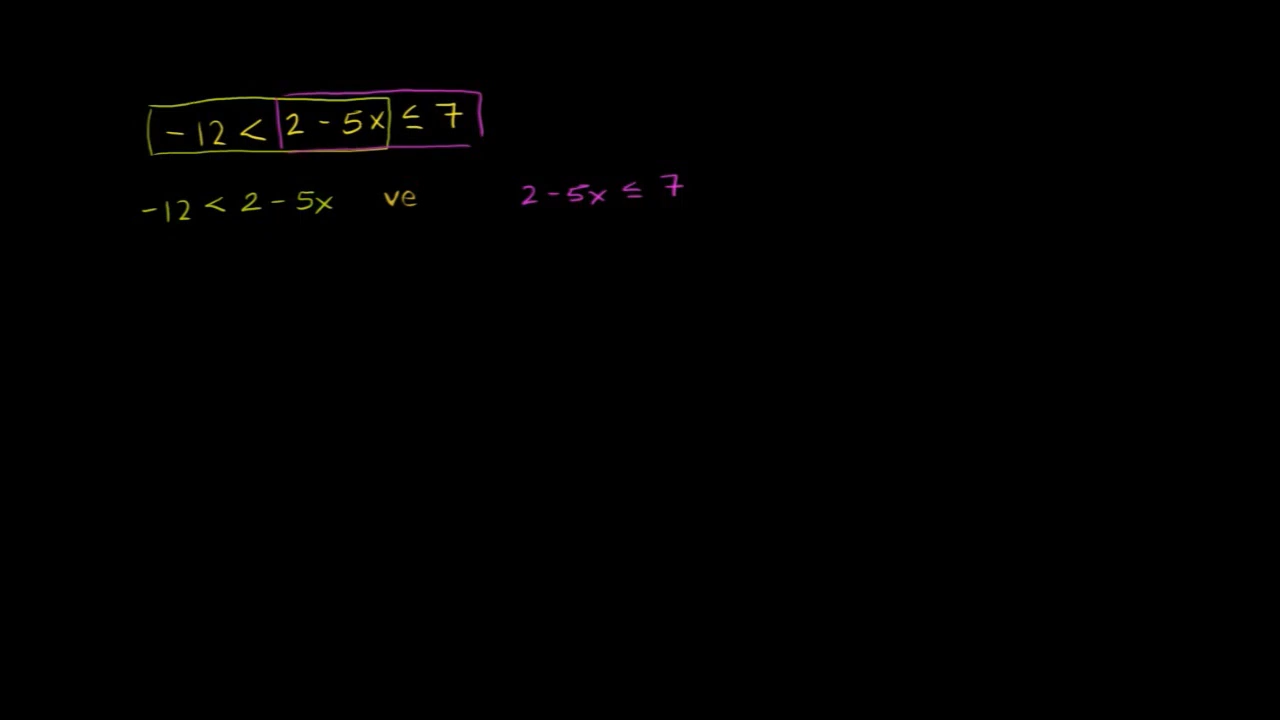 -12 < 2 - 5x ≤ 7
-12 < 2 - 5x ve 2 - 5x ≤ 7